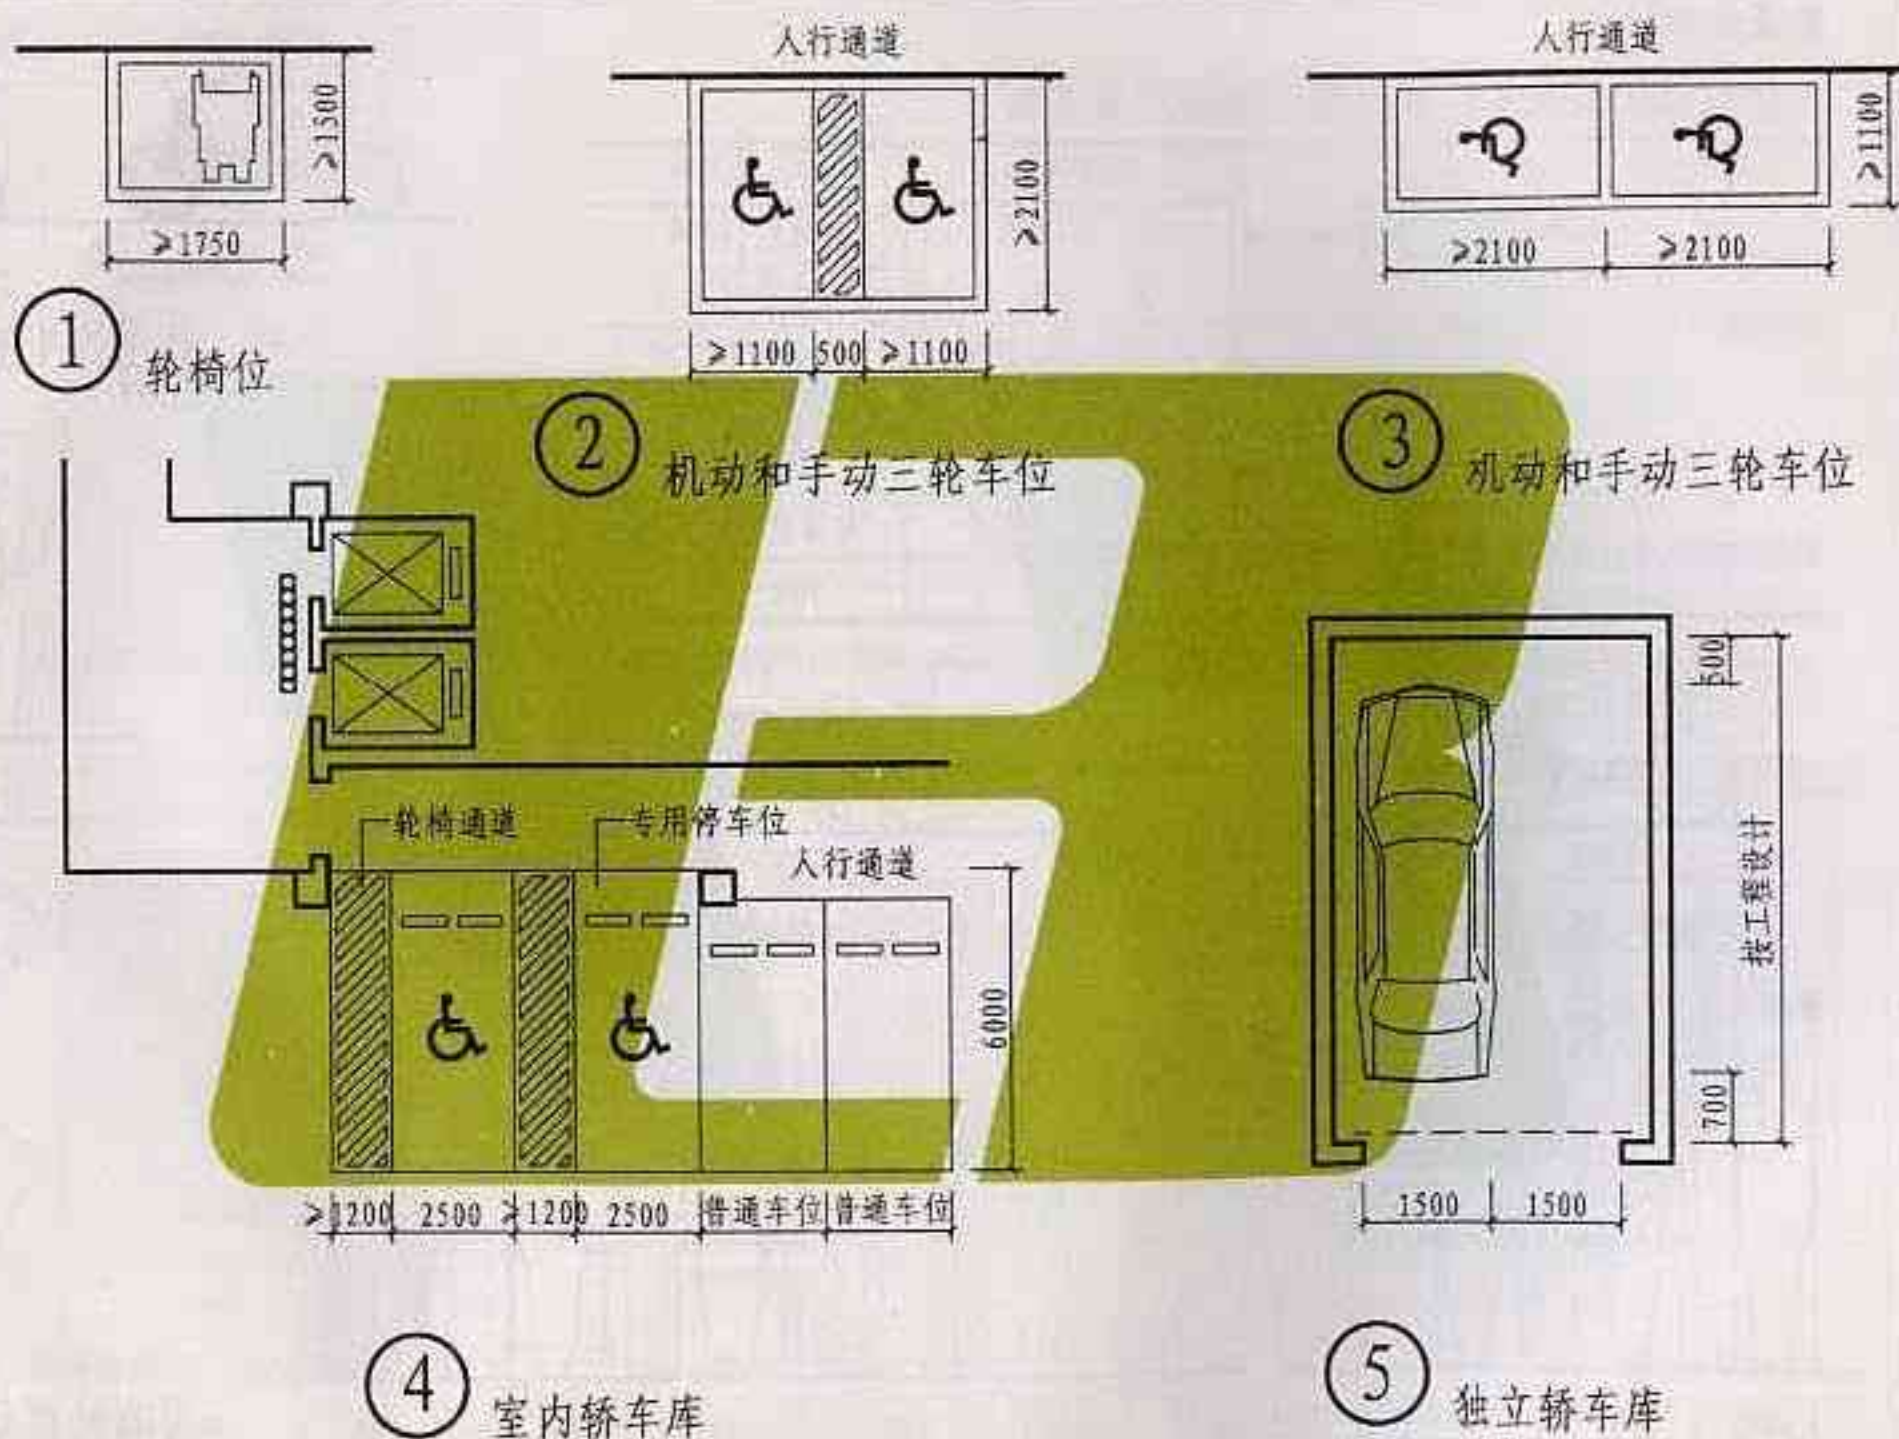 ≥1500
≥1750
① 轮椅位
人行通道
≥2100
≥1100 500 ≥1100
② 机动和手动三轮车位
人行通道
≥1100
≥2100 ≥2100
③ 机动和手动三轮车位
轮椅通道
专用停车位
人行通道
6000
≥1200 2500 ≥1200 2500 普通车位 普通车位
④ 室内轿车库
500
按工程设计
700
1500 1500
⑤ 独立轿车库